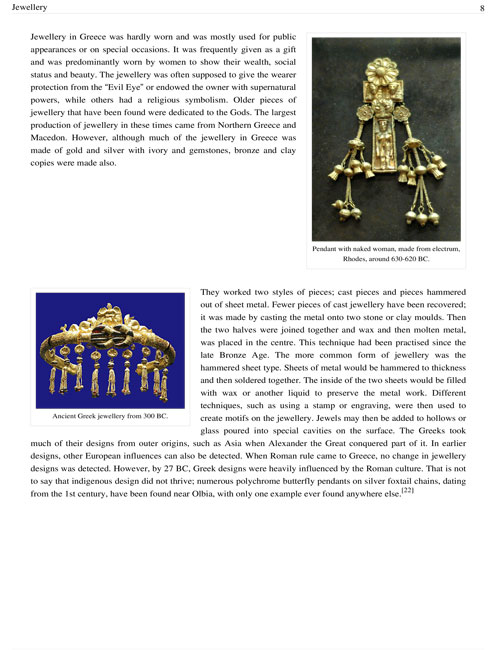 Jewellery
8
Jewellery in Greece was hardly worn and was mostly used for public
appearances or on special occasions. It was frequently given as a gift
and was predominantly worn by women to show their wealth, social
status and beauty. The jewellery was often supposed to give the wearer
protection from the "Evil Eye" or endowed the owner with supernatural
powers, while others had a religious symbolism. Older pieces of
jewellery that have been found were dedicated to the Gods. The largest
production of jewellery in these times came from Northern Greece and
Macedon. However, although much of the jewellery in Greece was
made of gold and silver with ivory and gemstones, bronze and clay
copies were made also.
Pendant with naked woman, made from electrum,
Rhodes, around 630-620 BC.
Ancient Greek jewellery from 300 BC.
They worked two styles of pieces; cast pieces and pieces hammered
out of sheet metal. Fewer pieces of cast jewellery have been recovered;
it was made by casting the metal onto two stone or clay moulds. Then
the two halves were joined together and wax and then molten metal,
was placed in the centre. This technique had been practised since the
late Bronze Age. The more common form of jewellery was the
hammered sheet type. Sheets of metal would be hammered to thickness
and then soldered together. The inside of the two sheets would be filled
with wax or another liquid to preserve the metal work. Different
techniques, such as using a stamp or engraving, were then used to
create motifs on the jewellery. Jewels may then be added to hollows or
glass poured into special cavities on the surface. The Greeks took
much of their designs from outer origins, such as Asia when Alexander the Great conquered part of it. In earlier
designs, other European influences can also be detected. When Roman rule came to Greece, no change in jewellery
designs was detected. However, by 27 BC, Greek designs were heavily influenced by the Roman culture. That is not
to say that indigenous design did not thrive; numerous polychrome butterfly pendants on silver foxtail chains, dating
from the 1st century, have been found near Olbia, with only one example ever found anywhere else.[22]